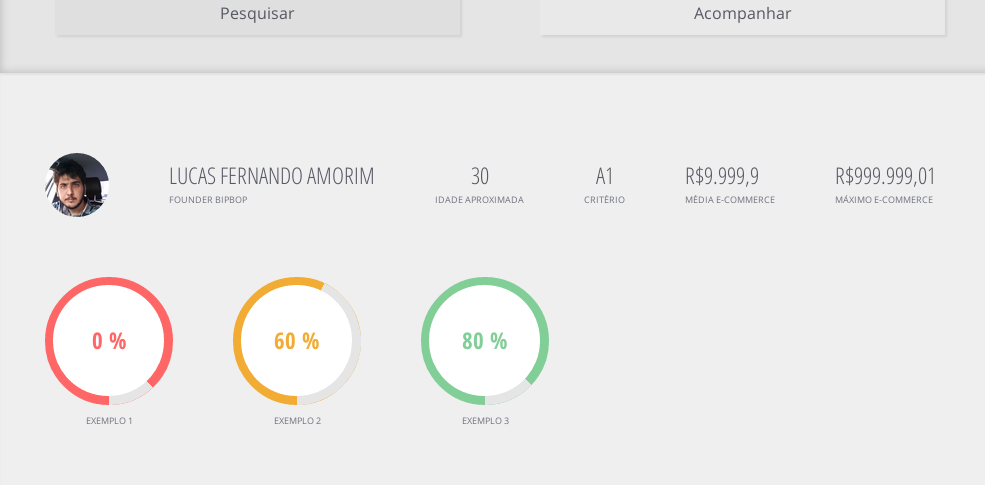 Pesquisar
Acompanhar
LUCAS FERNANDO AMORIM
30
A1
R$9.999,9
R$999.999,01
FOUNDER BIPBOP
IDADE APROXIMADA
CRITÉRIO
MÉDIA E-COMMERCE
MÁXIMO E-COMMERCE
0 %
60 %
80 %
EXEMPLO 1
EXEMPLO 2
EXEMPLO 3